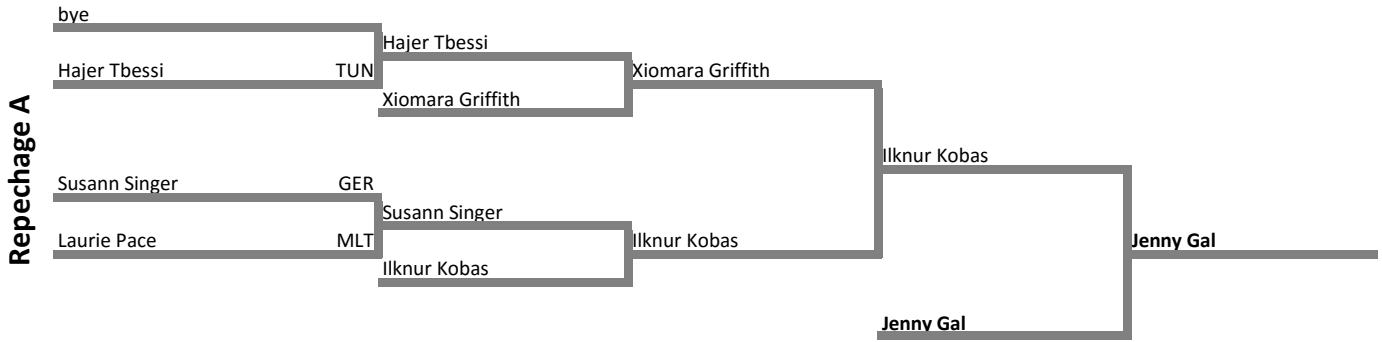 Repechage A
bye
Hajer Tbessi
Hajer Tbessi TUN
Xiomara Griffith
Xiomara Griffith
Ilknur Kobas
Susann Singer GER
Susann Singer
Laurie Pace MLT
Ilknur Kobas
Jenny Gal
Ilknur Kobas
Jenny Gal